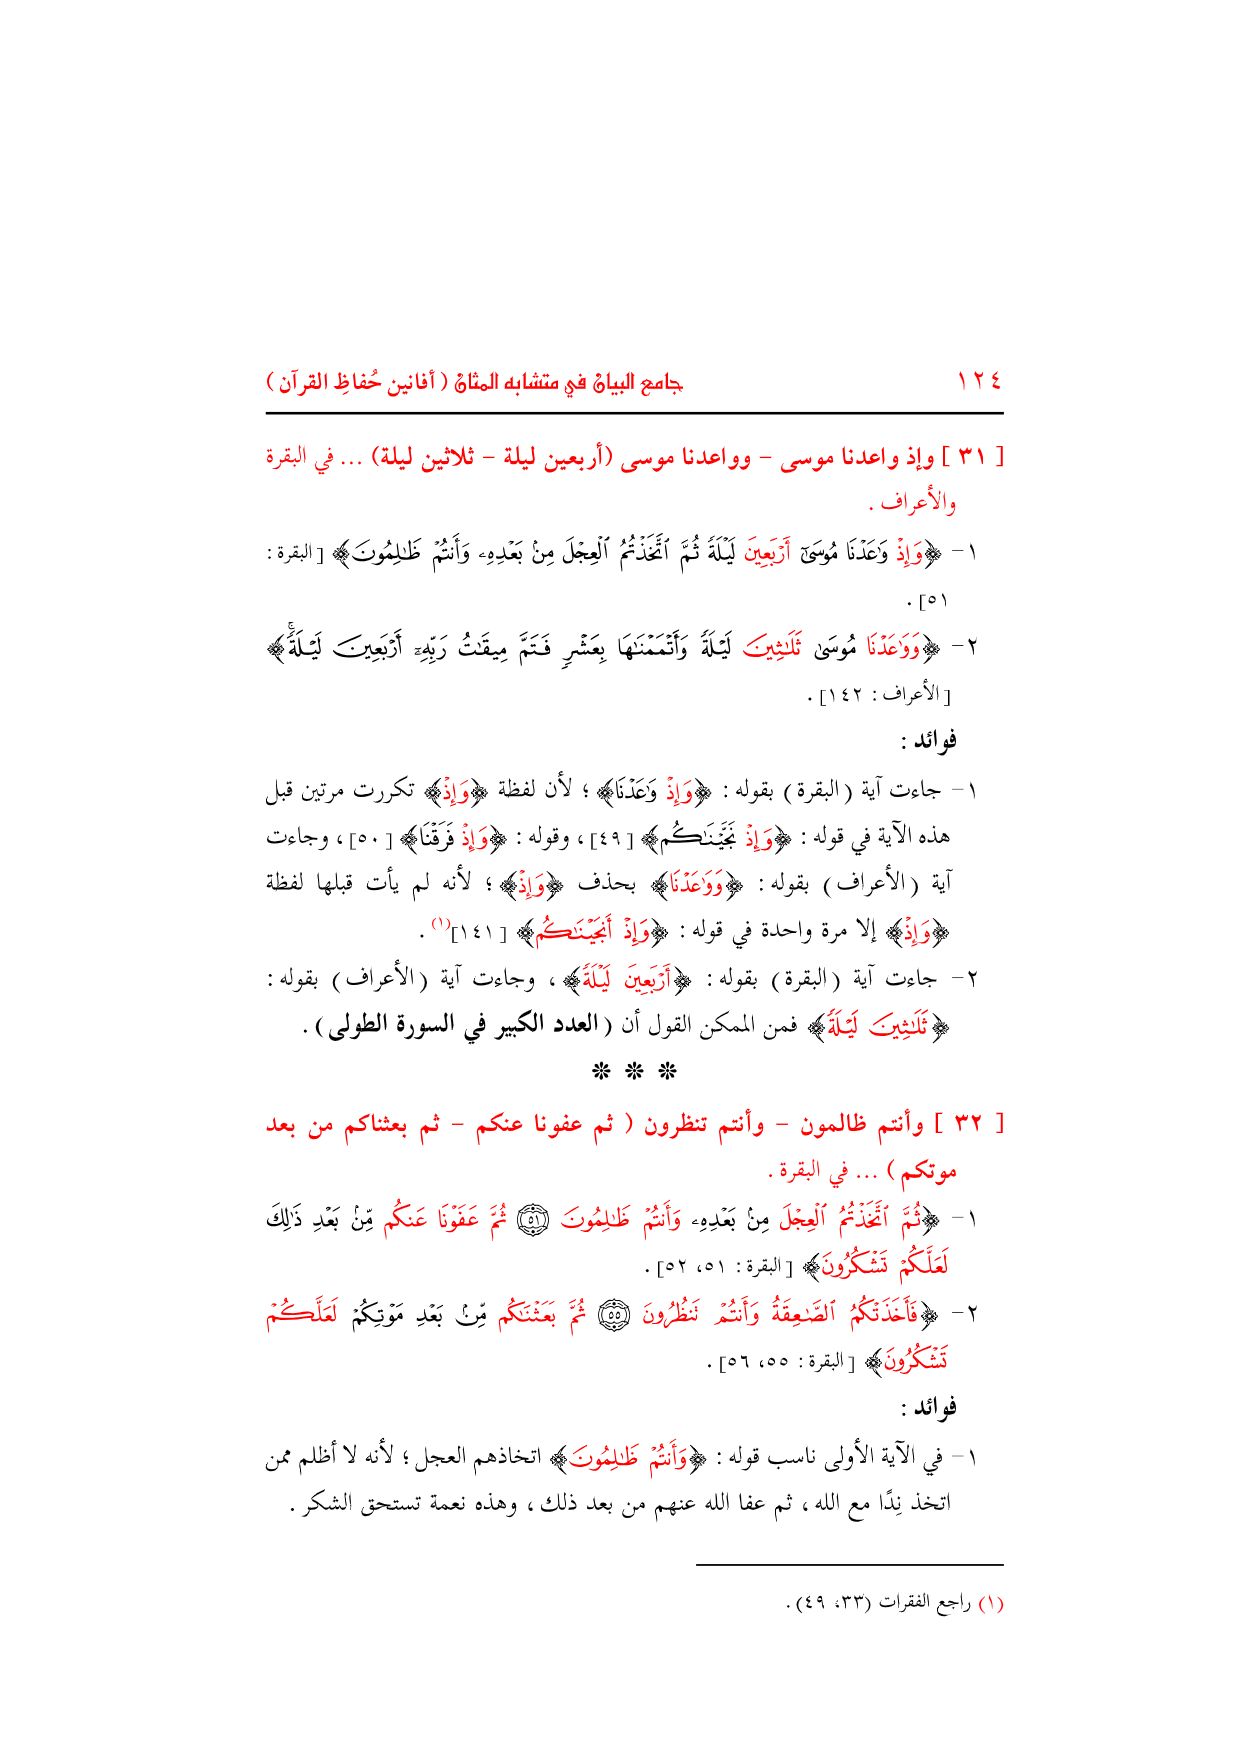 ١٢٤ جامع البيان في متشابه المثان ( أفانين حُفاظِ القرآن )
[ ٣١ ] وإذ واعدنا موسى – وواعدنا موسى (أربعين ليلة – ثلاثين ليلة) ... في البقرة
والأعراف .
١- ﴿وَإِذْ وَٰعَدْنَا مُوسَىٰٓ أَرْبَعِينَ لَيْلَةً ثُمَّ ٱتَّخَذْتُمُ ٱلْعِجْلَ مِنۢ بَعْدِهِۦ وَأَنتُمْ ظَٰلِمُونَ﴾ [البقرة :
٥١] .
٢- ﴿وَوَٰعَدْنَا مُوسَىٰ ثَلَٰثِينَ لَيْلَةً وَأَتْمَمْنَٰهَا بِعَشْرٍ فَتَمَّ مِيقَٰتُ رَبِّهِۦٓ أَرْبَعِينَ لَيْلَةً ۚ﴾
[الأعراف : ١٤٢] .
فوائد :
١- جاءت آية (البقرة) بقوله : ﴿وَإِذْ وَٰعَدْنَا﴾ ؛ لأن لفظة ﴿وَإِذْ﴾ تكررت مرتين قبل
هذه الآية في قوله : ﴿وَإِذْ نَجَّيْنَٰكُم﴾ [٤٩] ، وقوله : ﴿وَإِذْ فَرَقْنَا﴾ [٥٠] ، وجاءت
آية (الأعراف) بقوله : ﴿وَوَٰعَدْنَا﴾ بحذف ﴿وَإِذْ﴾ ؛ لأنه لم يأت قبلها لفظة
﴿وَإِذْ﴾ إلا مرة واحدة في قوله : ﴿وَإِذْ أَنجَيْنَٰكُم﴾ [١٤١](١) .
٢- جاءت آية (البقرة) بقوله : ﴿أَرْبَعِينَ لَيْلَةً﴾ ، وجاءت آية (الأعراف) بقوله :
﴿ثَلَٰثِينَ لَيْلَةً﴾ فمن الممكن القول أن (العدد الكبير في السورة الطولى) .
* * *
[ ٣٢ ] وأنتم ظالمون – وأنتم تنظرون ( ثم عفونا عنكم – ثم بعثناكم من بعد
موتكم) ... في البقرة .
١- ﴿ثُمَّ ٱتَّخَذْتُمُ ٱلْعِجْلَ مِنۢ بَعْدِهِۦ وَأَنتُمْ ظَٰلِمُونَ ٥١ ثُمَّ عَفَوْنَا عَنكُم مِّنۢ بَعْدِ ذَٰلِكَ
لَعَلَّكُمْ تَشْكُرُونَ﴾ [البقرة : ٥١، ٥٢] .
٢- ﴿فَأَخَذَتْكُمُ ٱلصَّٰعِقَةُ وَأَنتُمْ تَنظُرُونَ ٥٥ ثُمَّ بَعَثْنَٰكُم مِّنۢ بَعْدِ مَوْتِكُمْ لَعَلَّكُمْ
تَشْكُرُونَ﴾ [البقرة : ٥٥، ٥٦] .
فوائد :
١- في الآية الأولى ناسب قوله : ﴿وَأَنتُمْ ظَٰلِمُونَ﴾ اتخاذهم العجل ؛ لأنه لا أظلم ممن
اتخذ نِدًا مع الله ، ثم عفا الله عنهم من بعد ذلك ، وهذه نعمة تستحق الشكر .
(١) راجع الفقرات (٣٣، ٤٩) .